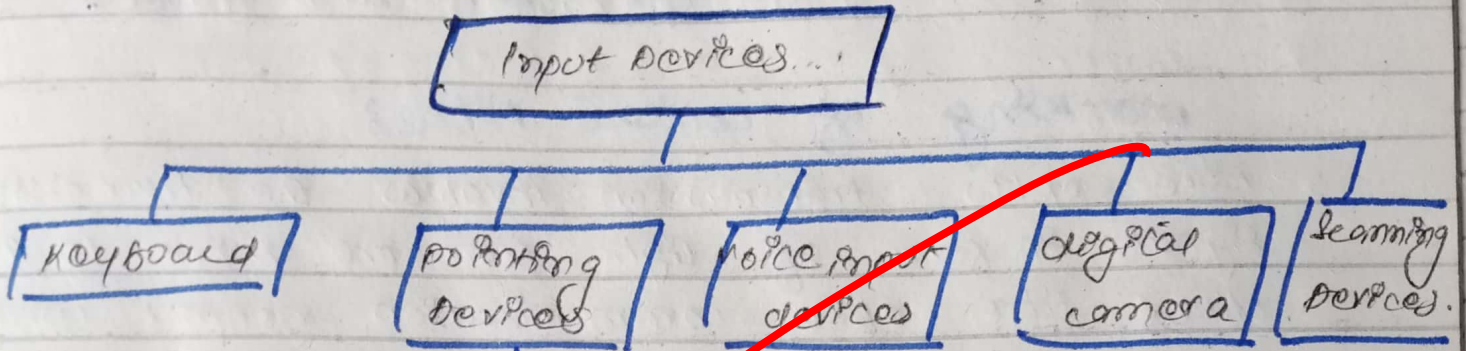 Input Devices...
Keyboard
pointing
Devices
voice input
devices
digital
camera
Scanning
Devices.